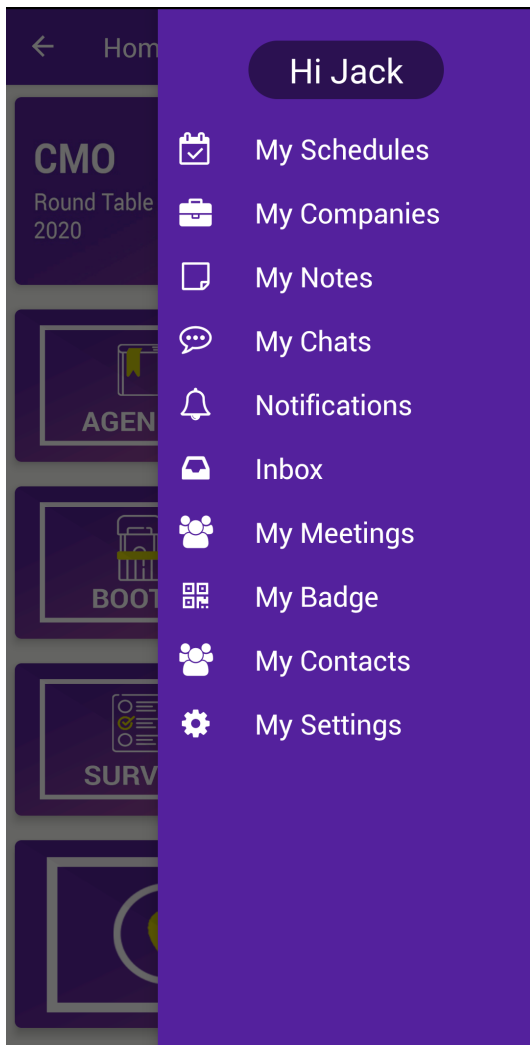 Hom
Hi Jack
CMO
Round Table
2020
My Schedules
My Companies
My Notes
My Chats
Notifications
Inbox
My Meetings
My Badge
My Contacts
My Settings
AGEN
BOOT
SURV